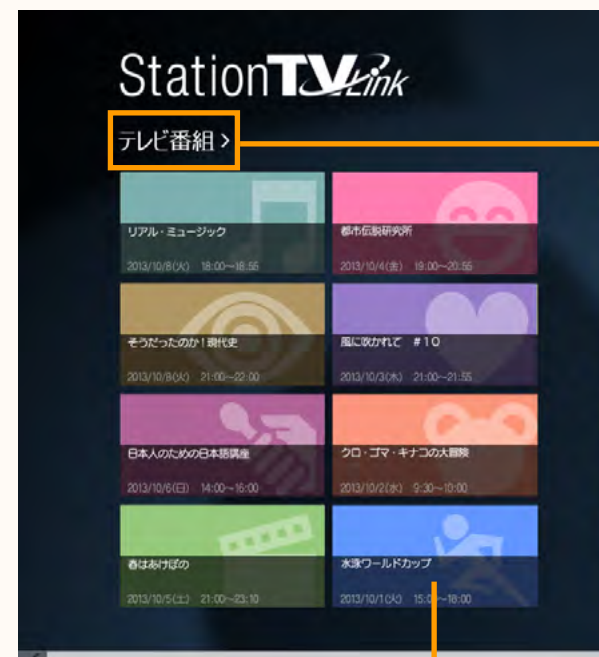 StationTV Link
テレビ番組 >
リアル・ミュージック
2013/10/8(火) 18:00～18:55
都市伝説研究所
2013/10/4(金) 19:00～20:55
そうだったのか!現代史
2013/10/8(火) 21:00～22:00
風に吹かれて #10
2013/10/3(木) 21:00～21:55
日本人のための日本語講座
2013/10/6(日) 14:00～16:00
クロ・ゴマ・キナコの大冒険
2013/10/2(水) 9:30～10:00
春はあけぼの
2013/10/5(土) 21:00～23:10
水泳ワールドカップ
2013/10/1(火) 15:00～18:00